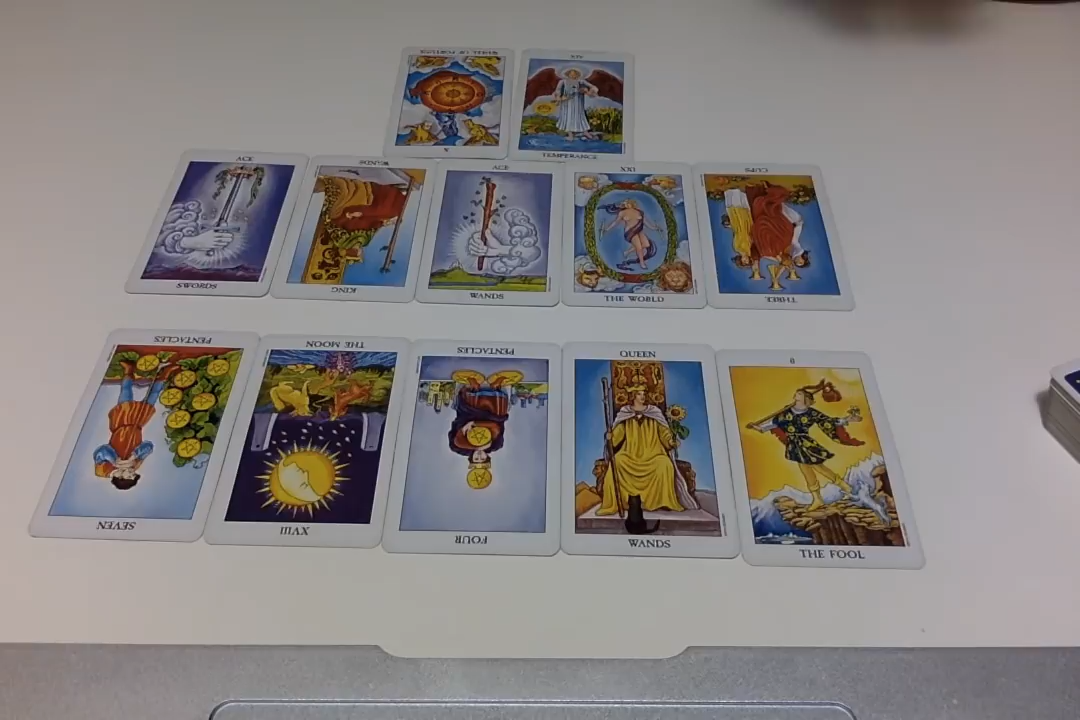 WHEEL OF FORTUNE
X
XIV
TEMPERANCE
ACE
SWORDS
WANDS
KING
ACE
WANDS
XXI
THE WORLD
CUPS
THREE
PENTACLES
SEVEN
THE MOON
XVIII
PENTACLES
FOUR
QUEEN
WANDS
0
THE FOOL